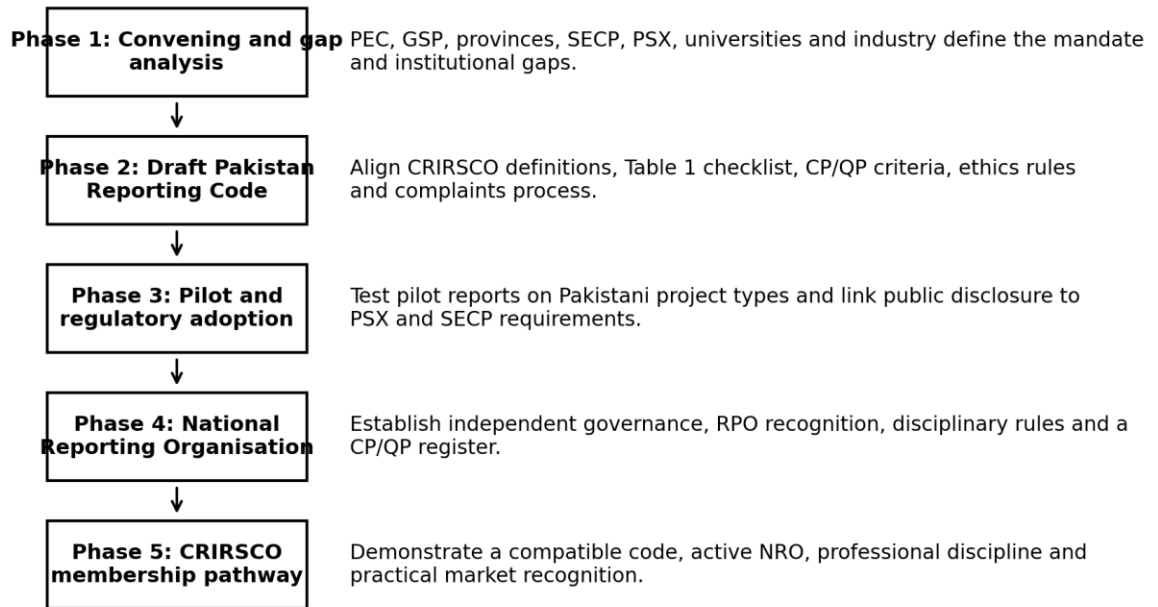 Phase 1: Convening and gap
analysis
PEC, GSP, provinces, SECP, PSX, universities and industry define the mandate
and institutional gaps.
Phase 2: Draft Pakistan
Reporting Code
Align CRIRSCO definitions, Table 1 checklist, CP/QP criteria, ethics rules
and complaints process.
Phase 3: Pilot and
regulatory adoption
Test pilot reports on Pakistani project types and link public disclosure to
PSX and SECP requirements.
Phase 4: National
Reporting Organisation
Establish independent governance, RPO recognition, disciplinary rules and a
CP/QP register.
Phase 5: CRIRSCO
membership pathway
Demonstrate a compatible code, active NRO, professional discipline and
practical market recognition.